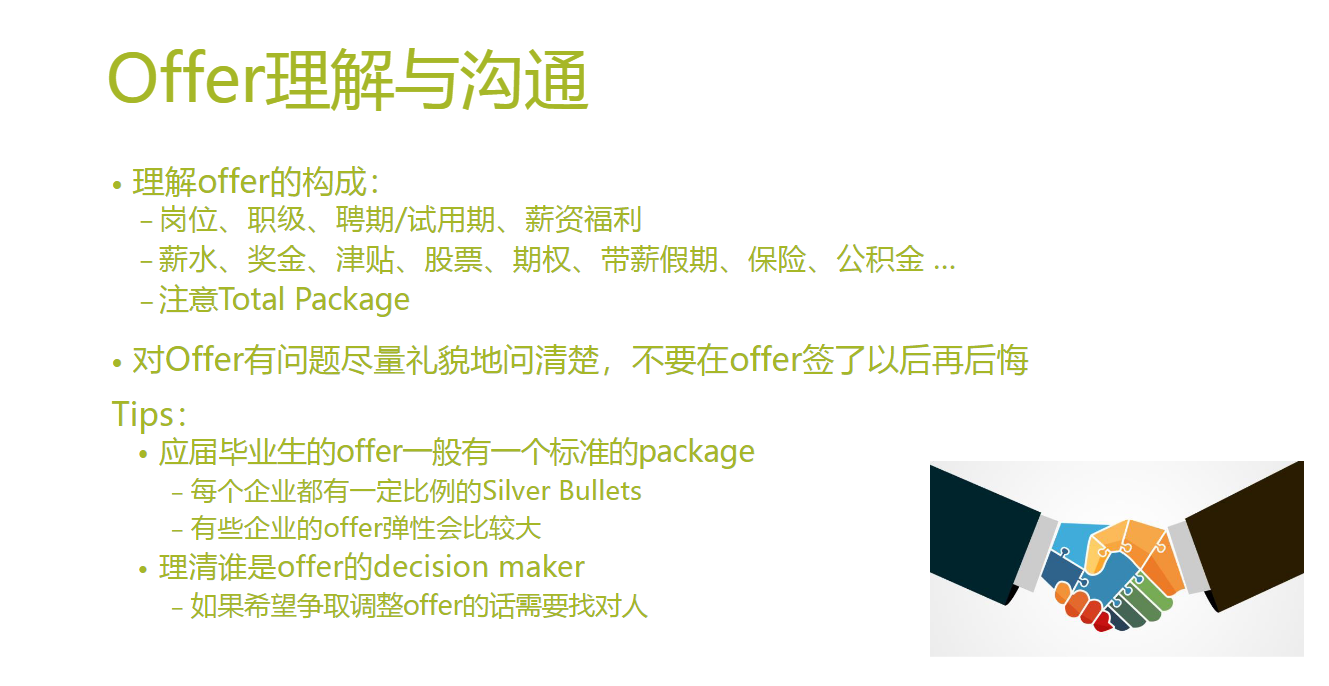 Offer理解与沟通
• 理解offer的构成：
– 岗位、职级、聘期/试用期、薪资福利
– 薪水、奖金、津贴、股票、期权、带薪假期、保险、公积金 …
– 注意Total Package
• 对Offer有问题尽量礼貌地问清楚，不要在offer签了以后再后悔
Tips：
• 应届毕业生的offer一般有一个标准的package
– 每个企业都有一定比例的Silver Bullets
– 有些企业的offer弹性会比较大
• 理清谁是offer的decision maker
– 如果希望争取调整offer的话需要找对人